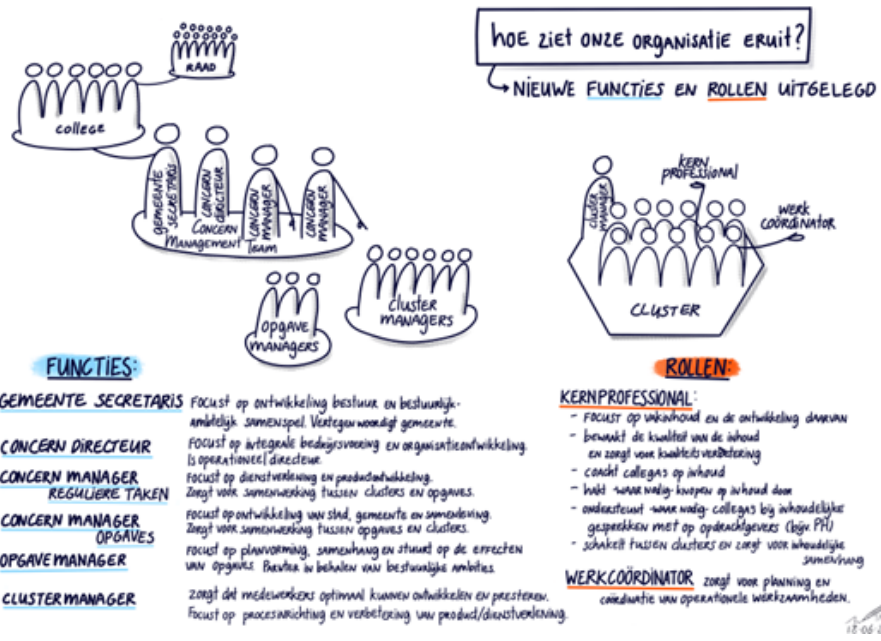 hoe ziet onze organisatie eruit?
NIEUWE FUNCTIES EN ROLLEN UITGELEGD
RAAD
college
GEMEENTE SECRETARIS
CONCERN DIRECTEUR
CONCERN MANAGER
CONCERN MANAGER
CONCERN MANAGEMENT TEAM
OPGAVE MANAGERS
CLUSTER MANAGERS
cluster manager
KERN PROFESSIONAL
WERK COÖRDINATOR
CLUSTER
FUNCTIES:
GEMEENTE SECRETARIS
Focust op ontwikkeling bestuur en bestuurlijk-
ambtelijk samenspel. Vertegenwoordigt gemeente.
CONCERN DIRECTEUR
Focust op integrale bedrijfsvoering en organisatieontwikkeling.
Is operationeel directeur.
CONCERN MANAGER
REGULIERE TAKEN
Focust op dienstverlening en productontwikkeling.
Zorgt voor samenwerking tussen clusters en opgaves.
CONCERN MANAGER
OPGAVES
Focust op ontwikkeling van stad, gemeente en samenleving.
Zorgt voor samenwerking tussen opgaves en clusters.
OPGAVE MANAGER
Focust op planvorming, samenhang en stuurt op de effecten
van opgaves. Partner in behalen van bestuurlijke ambities.
CLUSTERMANAGER
zorgt dat medewerkers optimaal kunnen ontwikkelen en presteren.
Focust op procesinrichting en verbetering van product/dienstverlening.
ROLLEN:
KERNPROFESSIONAL:
- FOCUST OP vakinhoud en de ontwikkeling daarvan
- bewaakt de kwaliteit van de inhoud
en zorgt voor kwaliteitsverbetering
- coacht collegas op inhoud
- hakt -waar nodig- knopen op inhoud door
- ondersteunt -waar nodig- collegas bij inhoudelijke
gesprekken met op opdrachtgevers (bijv. PH)
- schakelt tussen clusters en zorgt voor inhoudelijke
samenhang
WERKCOÖRDINATOR zorgt voor planning en
coördinatie van operationele werkzaamheden.